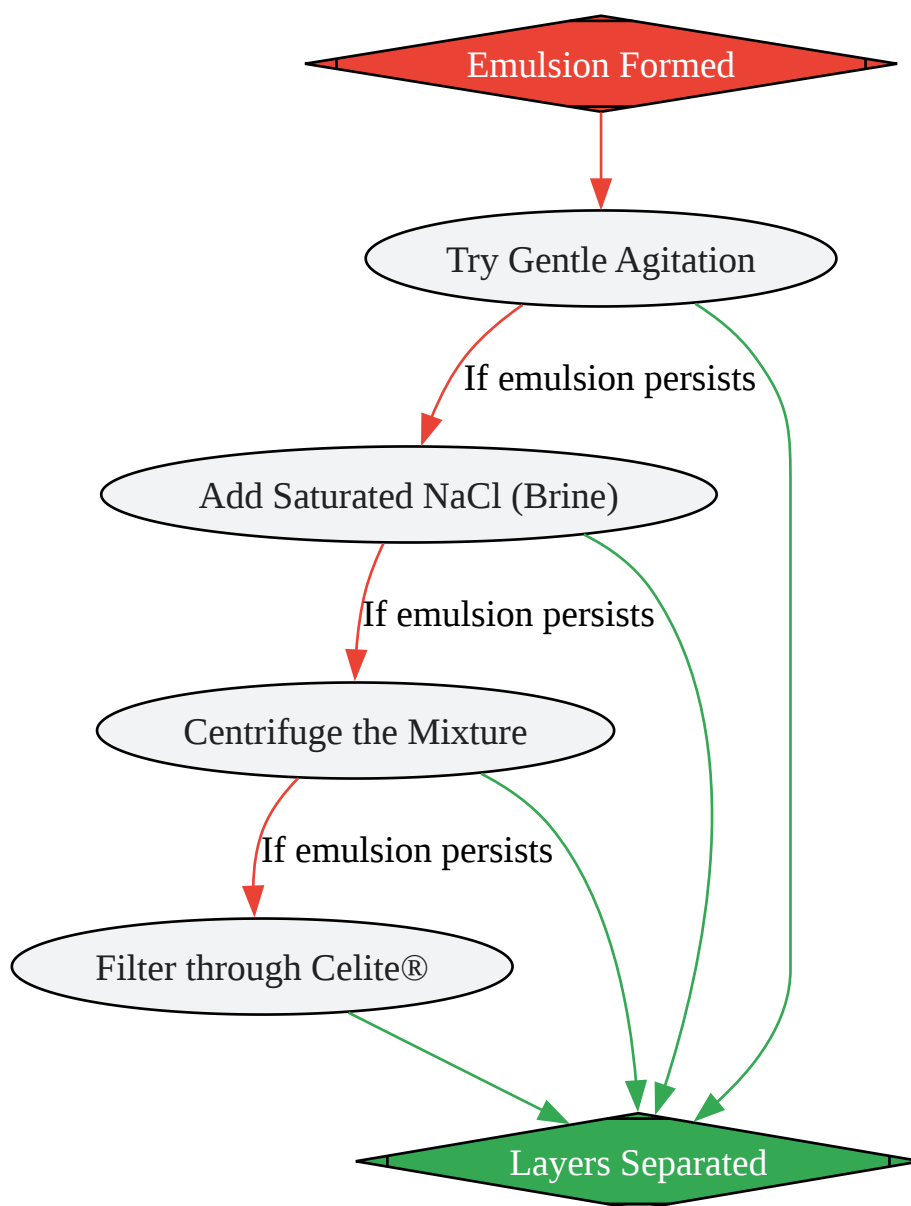 Emulsion Formed
Try Gentle Agitation
If emulsion persists
Add Saturated NaCl (Brine)
If emulsion persists
Centrifuge the Mixture
If emulsion persists
Filter through Celite®
Layers Separated